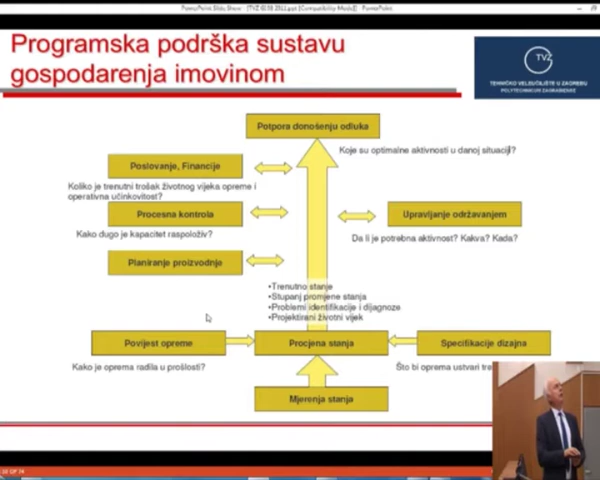 PowerPoint Slide Show - [TVZ 03.05.2011.ppt [Compatibility Mode]] - PowerPoint
Programska podrška sustavu
gospodarenja imovinom
TVZ
TEHNIČKO VELEUČILIŠTE U ZAGREBU
POLYTECHNICUM ZAGRABIENSE
Potpora donošenju odluka
Koje su optimalne aktivnosti u danoj situaciji?
Poslovanje, Financije
Koliko je trenutni trošak životnog vijeka opreme i
operativna učinkovitost?
Procesna kontrola
Upravljanje održavanjem
Kako dugo je kapacitet raspoloživ?
Da li je potrebna aktivnost? Kakva? Kada?
Planiranje proizvodnje
•Trenutno stanje
•Stupanj promjene stanja
•Problemi identifikacije i dijagnoze
•Projektirani životni vijek
Povijest opreme
Procjena stanja
Specifikacije dizajna
Kako je oprema radila u prošlosti?
Što bi oprema ustvari tre
Mjerenja stanja